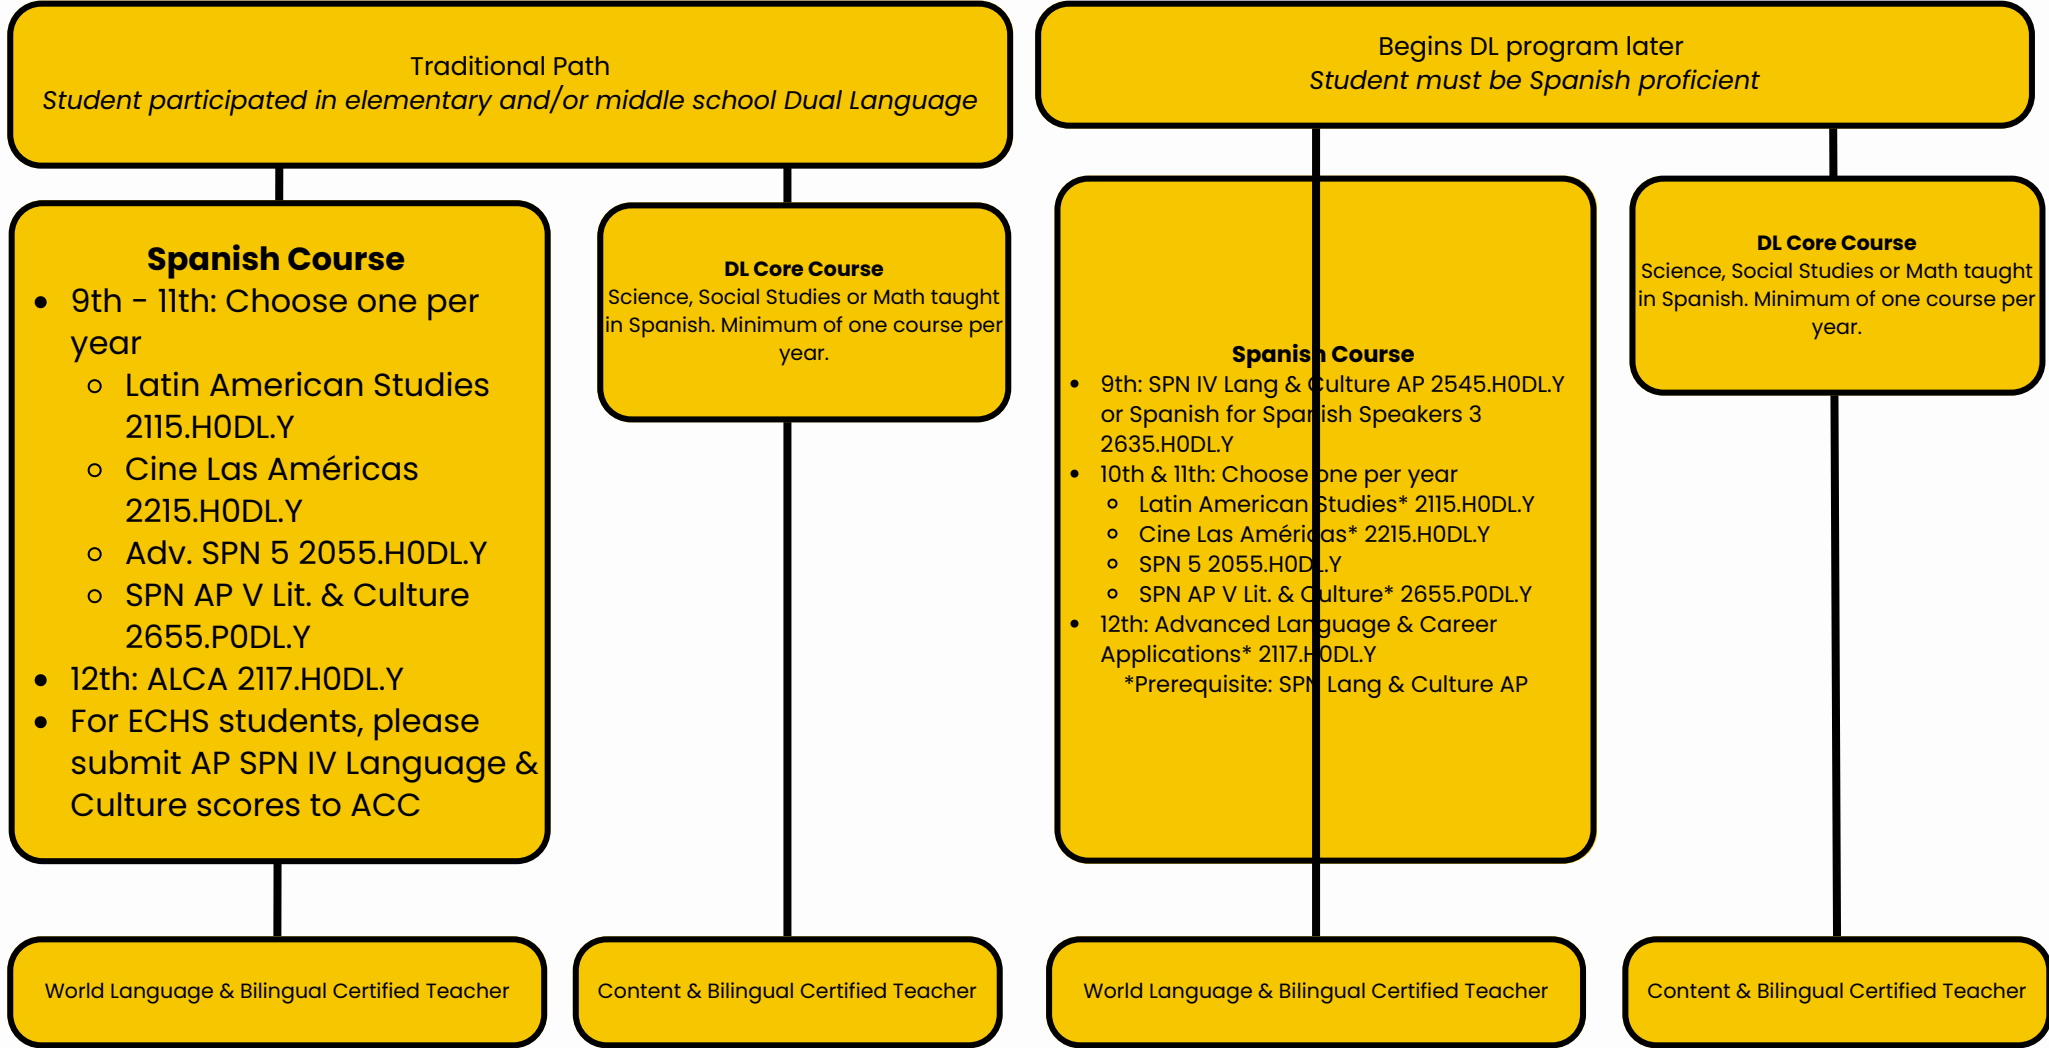 Traditional Path
Student participated in elementary and/or middle school Dual Language
Spanish Course
• 9th - 11th: Choose one per
year
◦ Latin American Studies
2115.H0DL.Y
◦ Cine Las Américas
2215.H0DL.Y
◦ Adv. SPN 5 2055.H0DL.Y
◦ SPN AP V Lit. & Culture
2655.P0DL.Y
• 12th: ALCA 2117.H0DL.Y
• For ECHS students, please
submit AP SPN IV Language &
Culture scores to ACC
World Language & Bilingual Certified Teacher
DL Core Course
Science, Social Studies or Math taught
in Spanish. Minimum of one course per
year.
Content & Bilingual Certified Teacher
Begins DL program later
Student must be Spanish proficient
Spanish Course
• 9th: SPN IV Lang & Culture AP 2545.H0DL.Y
or Spanish for Spanish Speakers 3
2635.H0DL.Y
• 10th & 11th: Choose one per year
◦ Latin American Studies* 2115.H0DL.Y
◦ Cine Las Américas* 2215.H0DL.Y
◦ SPN 5 2055.H0DL.Y
◦ SPN AP V Lit. & Culture* 2655.P0DL.Y
• 12th: Advanced Language & Career
Applications* 2117.H0DL.Y
*Prerequisite: SPN Lang & Culture AP
World Language & Bilingual Certified Teacher
DL Core Course
Science, Social Studies or Math taught
in Spanish. Minimum of one course per
year.
Content & Bilingual Certified Teacher